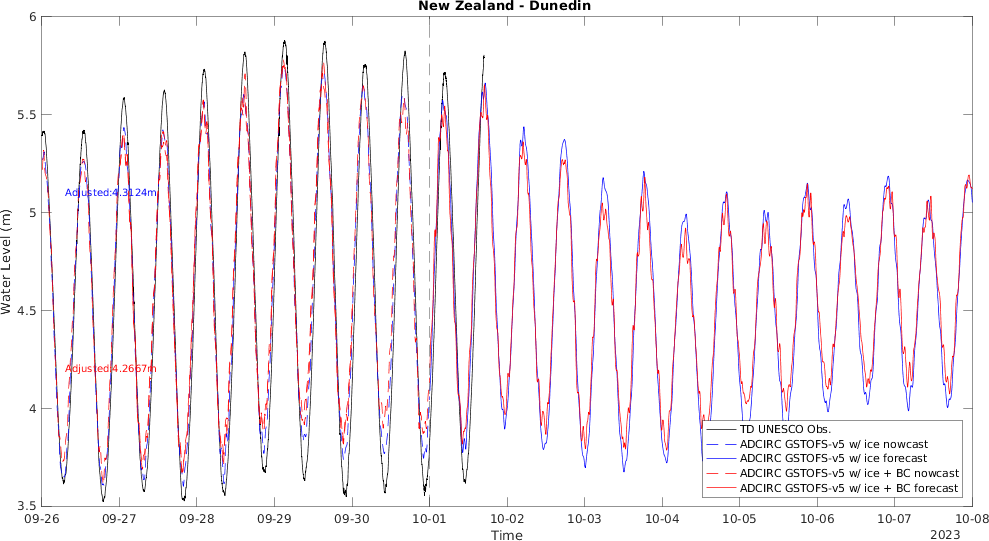 New Zealand - Dunedin
6
5.5
5
4.5
4
3.5
Water Level (m)
Adjusted:4.3124m
Adjusted:4.2667m
TD UNESCO Obs.
ADCIRC GSTOFS-v5 w/ ice nowcast
ADCIRC GSTOFS-v5 w/ ice forecast
ADCIRC GSTOFS-v5 w/ ice + BC nowcast
ADCIRC GSTOFS-v5 w/ ice + BC forecast
09-26 09-27 09-28 09-29 09-30 10-01 10-02 10-03 10-04 10-05 10-06 10-07 10-08
Time
2023